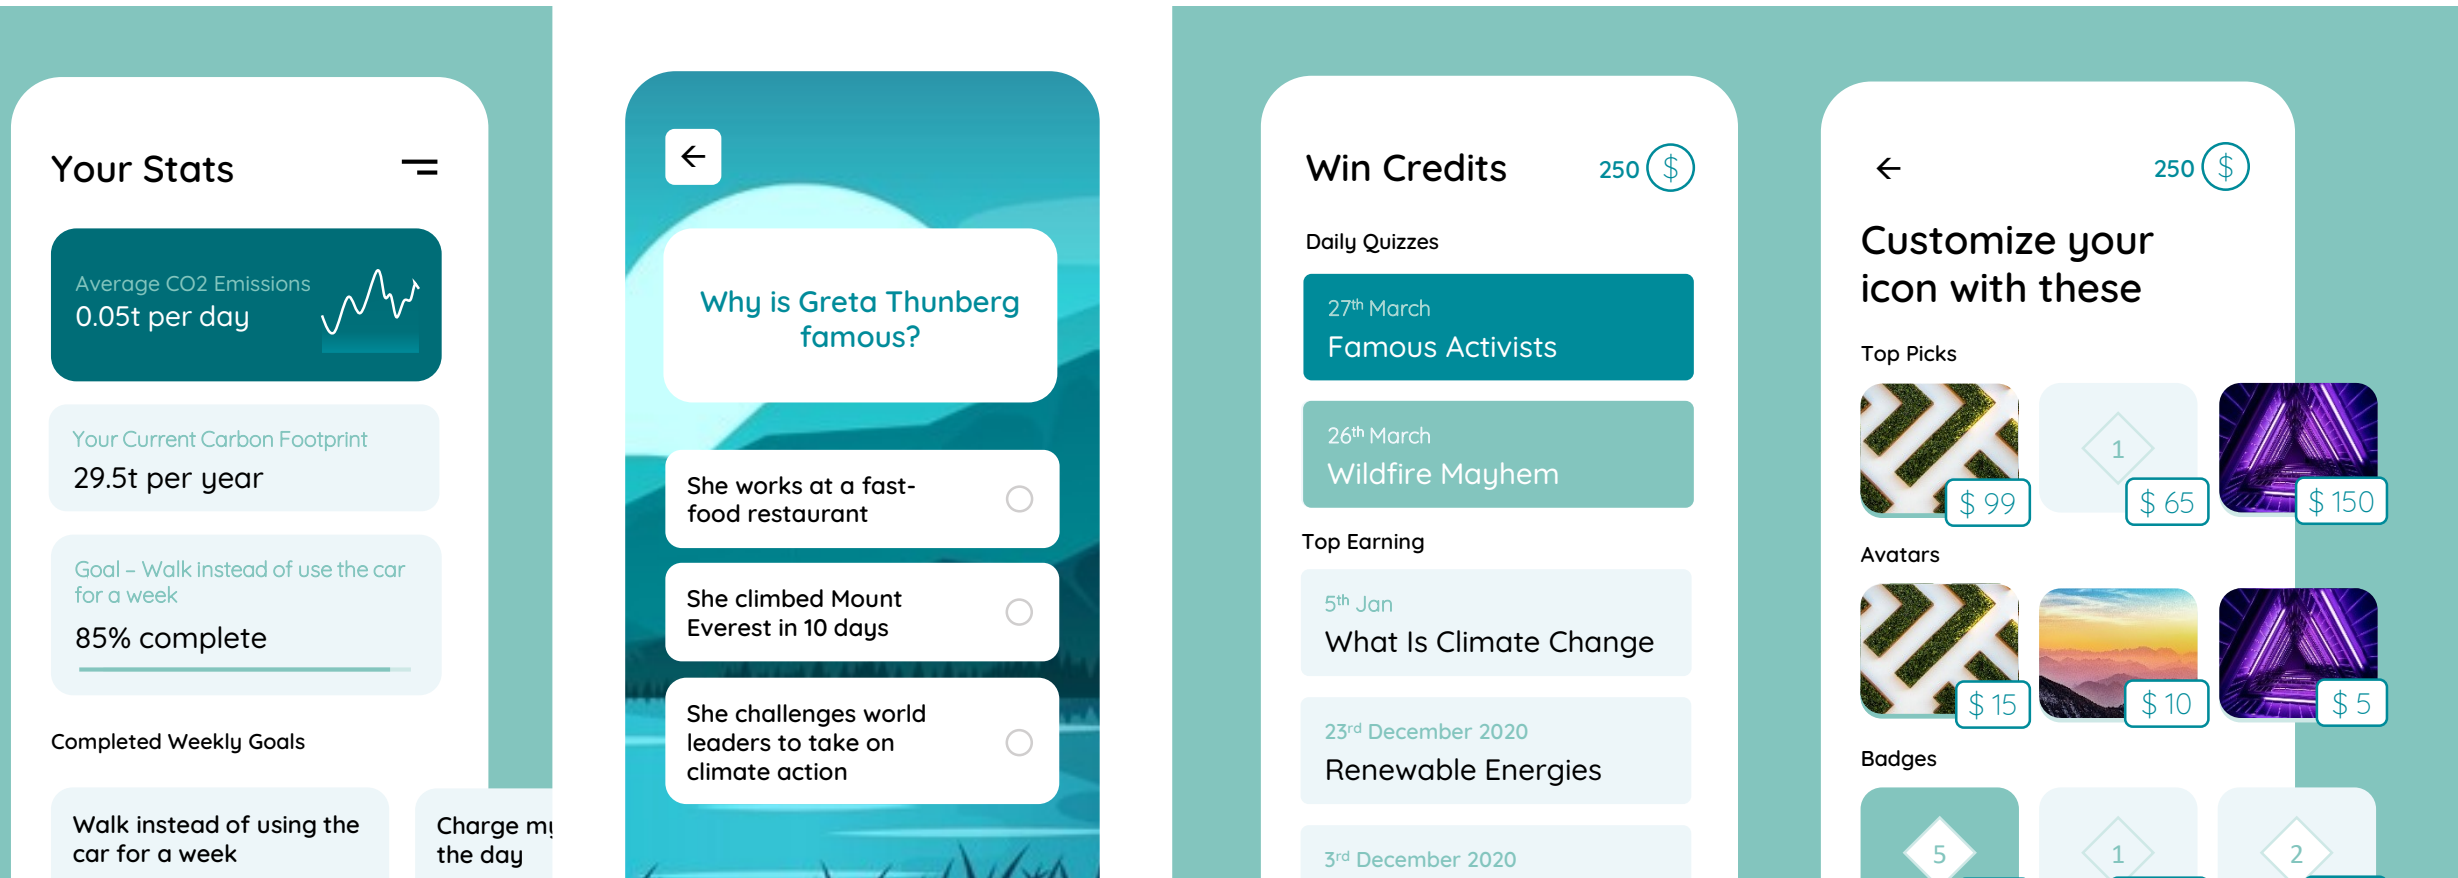 Your Stats
Average CO2 Emissions
0.05t per day
Your Current Carbon Footprint
29.5t per year
Goal – Walk instead of use the car
for a week
85% complete
Completed Weekly Goals
Walk instead of using the
car for a week
Charge my
the day
Why is Greta Thunberg
famous?
She works at a fast-
food restaurant
She climbed Mount
Everest in 10 days
She challenges world
leaders to take on
climate action
Win Credits
250 $
Daily Quizzes
27th March
Famous Activists
26th March
Wildfire Mayhem
Top Earning
5th Jan
What Is Climate Change
23rd December 2020
Renewable Energies
3rd December 2020
250 $
Customize your
icon with these
Top Picks
1
$ 99
$ 65
$ 150
Avatars
$ 15
$ 10
$ 5
Badges
5
1
2